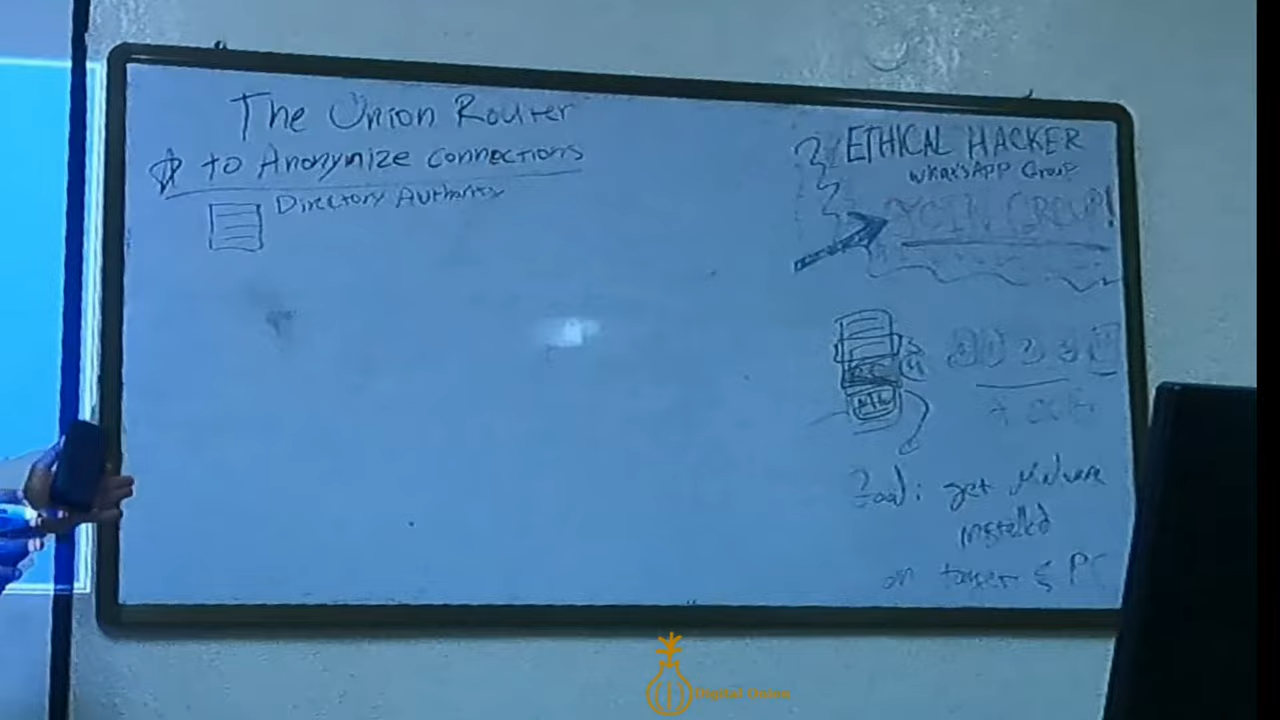 The Union Router
to Anonymize Connections
Directory Authority
ETHICAL HACKER
WhatsAPP Group
JOIN GROUP!
Goal: get Malware
installed
on target's PC
Digital Onion